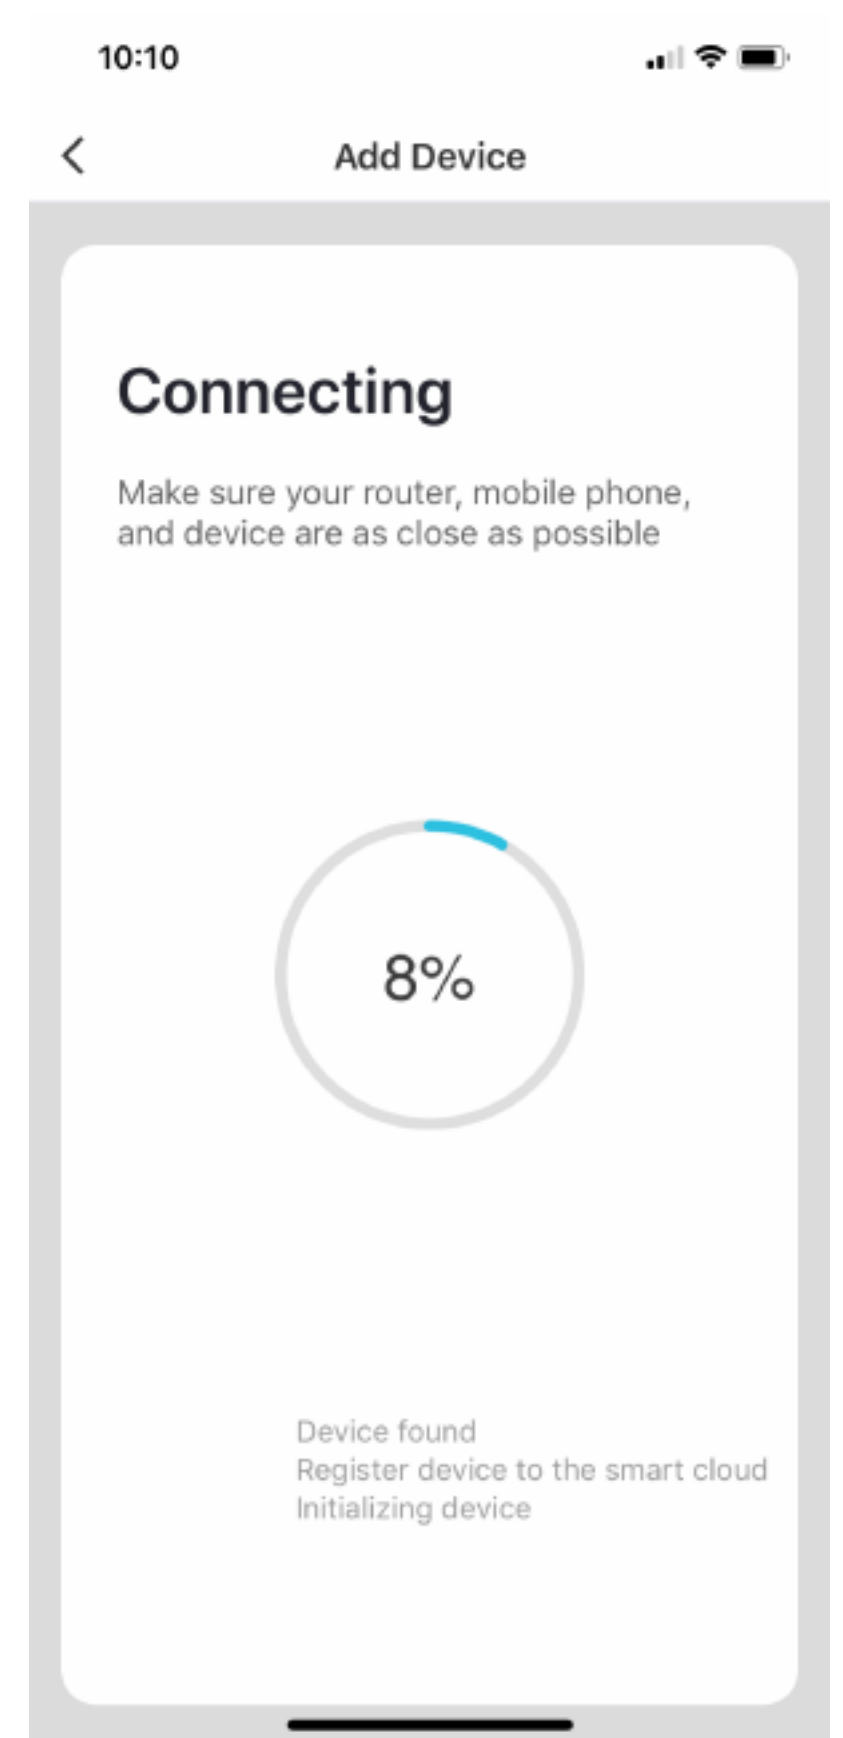 10:10
Add Device
Connecting
Make sure your router, mobile phone,
and device are as close as possible
8%
Device found
Register device to the smart cloud
Initializing device